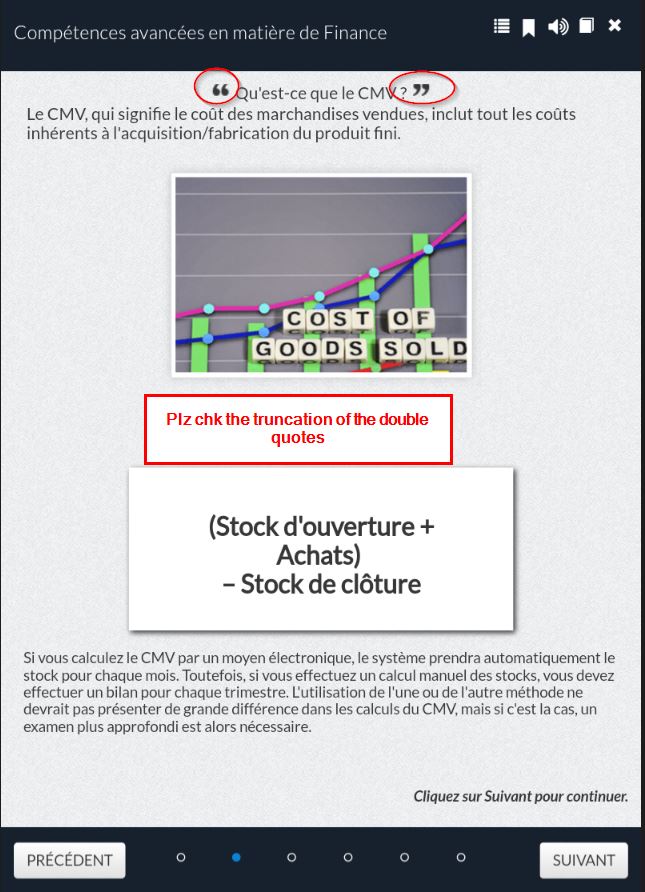 Compétences avancées en matière de Finance
“ Qu'est-ce que le CMV ? ”
Le CMV, qui signifie le coût des marchandises vendues, inclut tout les coûts
inhérents à l'acquisition/fabrication du produit fini.
COST OF
GOODS SOLD
Plz chk the truncation of the double
quotes
(Stock d'ouverture +
Achats)
– Stock de clôture
Si vous calculez le CMV par un moyen électronique, le système prendra automatiquement le
stock pour chaque mois. Toutefois, si vous effectuez un calcul manuel des stocks, vous devez
effectuer un bilan pour chaque trimestre. L'utilisation de l'une ou de l'autre méthode ne
devrait pas présenter de grande différence dans les calculs du CMV, mais si c'est la cas, un
examen plus approfondi est alors nécessaire.
Cliquez sur Suivant pour continuer.
PRÉCÉDENT
SUIVANT